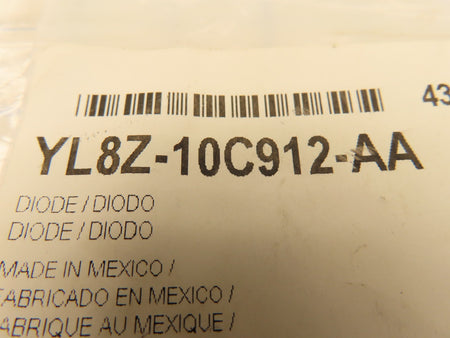 43
YL8Z-10C912-AA
DIODE / DIODO
DIODE / DIODO
MADE IN MEXICO /
FABRICADO EN MEXICO /
FABRIQUE AU MEXIQUE /